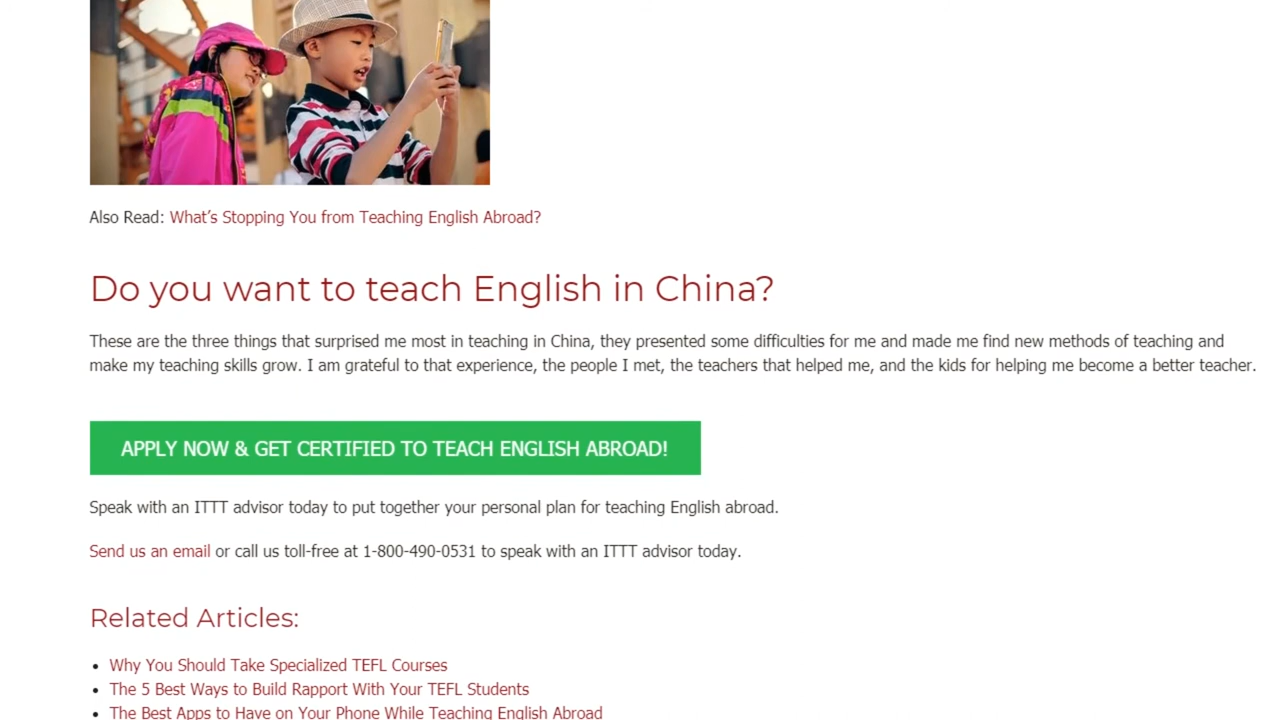 Also Read: What’s Stopping You from Teaching English Abroad?
Do you want to teach English in China?
These are the three things that surprised me most in teaching in China, they presented some difficulties for me and made me find new methods of teaching and
make my teaching skills grow. I am grateful to that experience, the people I met, the teachers that helped me, and the kids for helping me become a better teacher.
APPLY NOW & GET CERTIFIED TO TEACH ENGLISH ABROAD!
Speak with an ITTT advisor today to put together your personal plan for teaching English abroad.
Send us an email or call us toll-free at 1-800-490-0531 to speak with an ITTT advisor today.
Related Articles:
Why You Should Take Specialized TEFL Courses
The 5 Best Ways to Build Rapport With Your TEFL Students
The Best Apps to Have on Your Phone While Teaching English Abroad